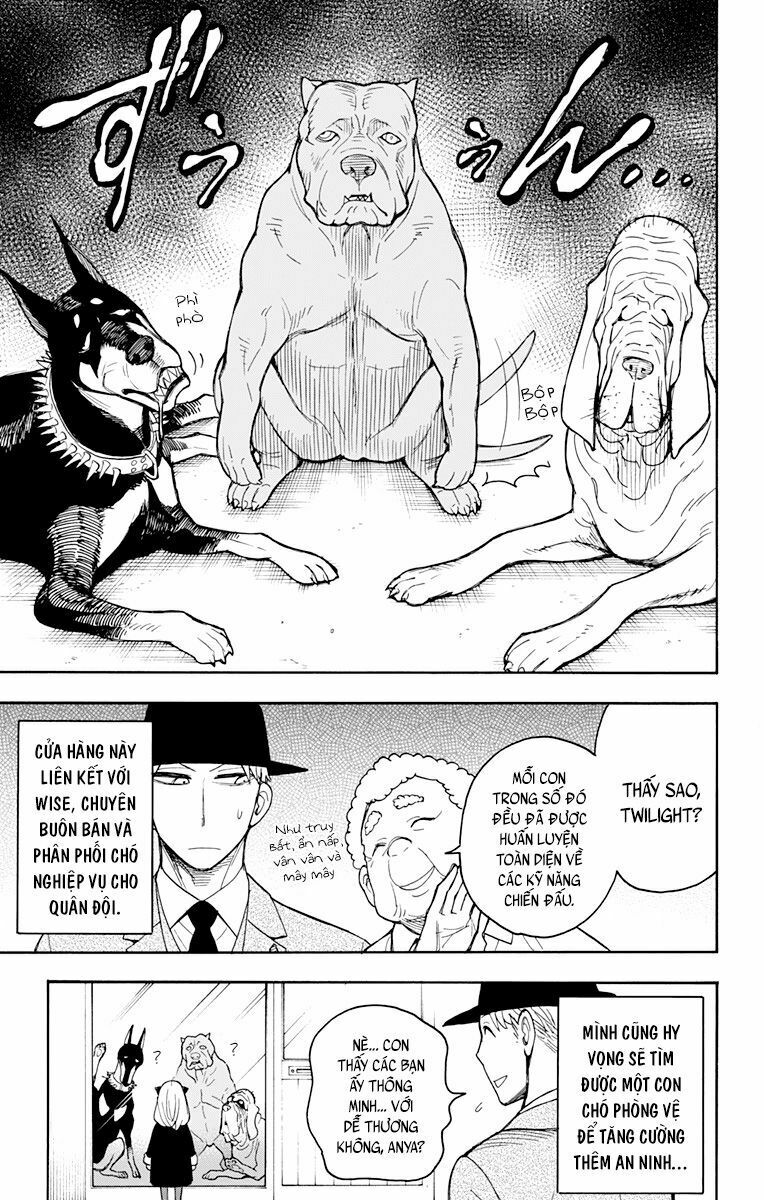 ずうぅん...
Phì
phò
Bộp
Bộp
THẤY SAO,
TWILIGHT?
MỖI CON
TRONG SỐ ĐÓ
ĐỀU ĐÃ ĐƯỢC
HUẤN LUYỆN
TOÀN DIỆN VỀ
CÁC KỸ NĂNG
CHIẾN ĐẤU.
Như truy
bắt, ẩn nấp,
vân vân và
mây mây
CỬA HÀNG NÀY
LIÊN KẾT VỚI
WISE, CHUYÊN
BUÔN BÁN VÀ
PHÂN PHỐI CHÓ
NGHIỆP VỤ CHO
QUÂN ĐỘI.
MÌNH CŨNG HY
VỌNG SẼ TÌM
ĐƯỢC MỘT CON
CHÓ PHÒNG VỆ
ĐỂ TĂNG CƯỜNG
THÊM AN NINH...
NÈ... CON
THẤY CÁC BẠN
ẤY THÔNG
MINH... VỚI
DỄ THƯƠNG
KHÔNG, ANYA?
?
?